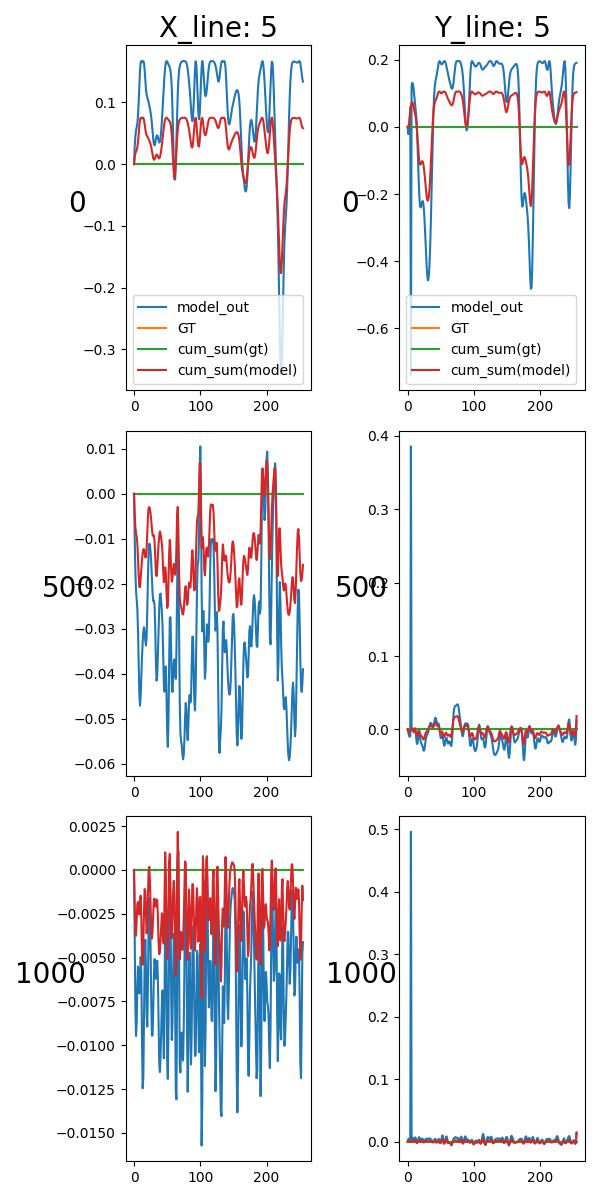 X_line: 5
Y_line: 5
0
0.1
0.0
−0.1
−0.2
−0.3
model_out
GT
cum_sum(gt)
cum_sum(model)
0 100 200
0
0.2
0.0
−0.2
−0.4
−0.6
model_out
GT
cum_sum(gt)
cum_sum(model)
0 100 200
500
0.01
0.00
−0.01
−0.02
−0.03
−0.04
−0.05
−0.06
0 100 200
500
0.4
0.3
0.2
0.1
0.0
0 100 200
1000
0.0025
0.0000
−0.0025
−0.0050
−0.0075
−0.0100
−0.0125
−0.0150
0 100 200
1000
0.5
0.4
0.3
0.2
0.1
0.0
0 100 200